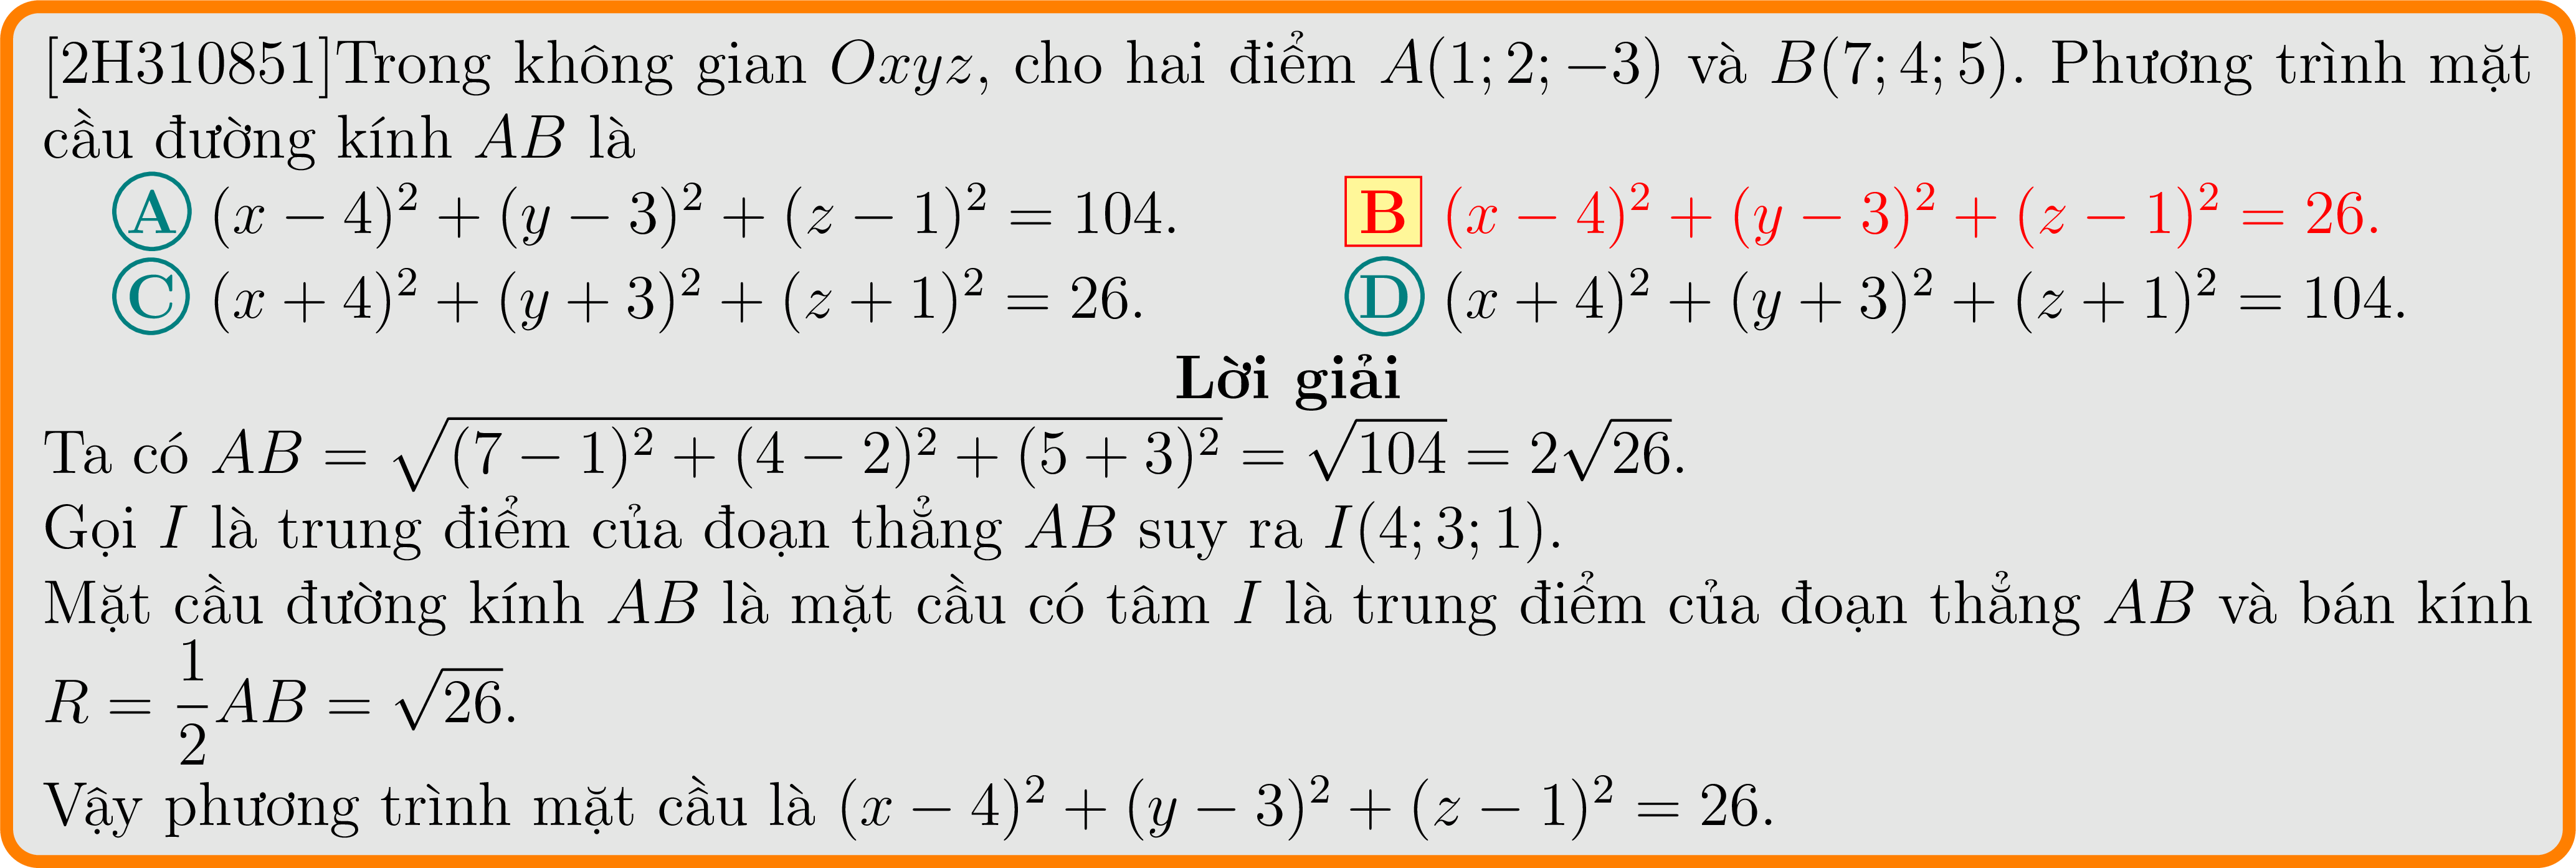 [2H310851]Trong không gian Oxyz, cho hai điểm A(1; 2; −3) và B(7; 4; 5). Phương trình mặt
cầu đường kính AB là
A (x − 4)² + (y − 3)² + (z − 1)² = 104. B (x − 4)² + (y − 3)² + (z − 1)² = 26.
C (x + 4)² + (y + 3)² + (z + 1)² = 26. D (x + 4)² + (y + 3)² + (z + 1)² = 104.
Lời giải
Ta có AB = √((7 − 1)² + (4 − 2)² + (5 + 3)²) = √104 = 2√26.
Gọi I là trung điểm của đoạn thẳng AB suy ra I(4; 3; 1).
Mặt cầu đường kính AB là mặt cầu có tâm I là trung điểm của đoạn thẳng AB và bán kính
R = 1/2 AB = √26.
Vậy phương trình mặt cầu là (x − 4)² + (y − 3)² + (z − 1)² = 26.